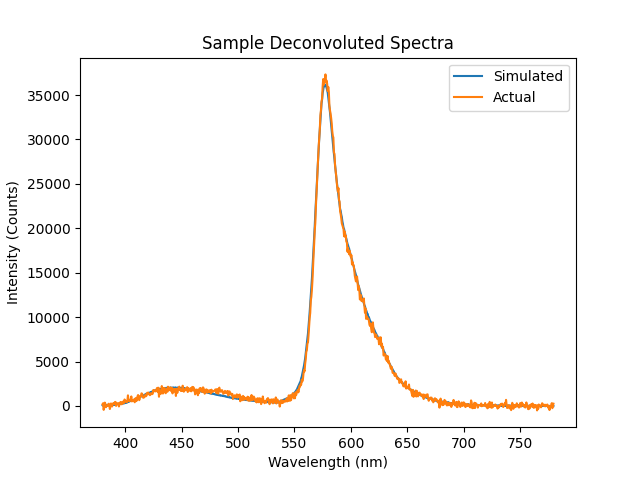 Sample Deconvoluted Spectra
Simulated
Actual
35000
30000
25000
20000
15000
10000
5000
0
Intensity (Counts)
400 450 500 550 600 650 700 750
Wavelength (nm)